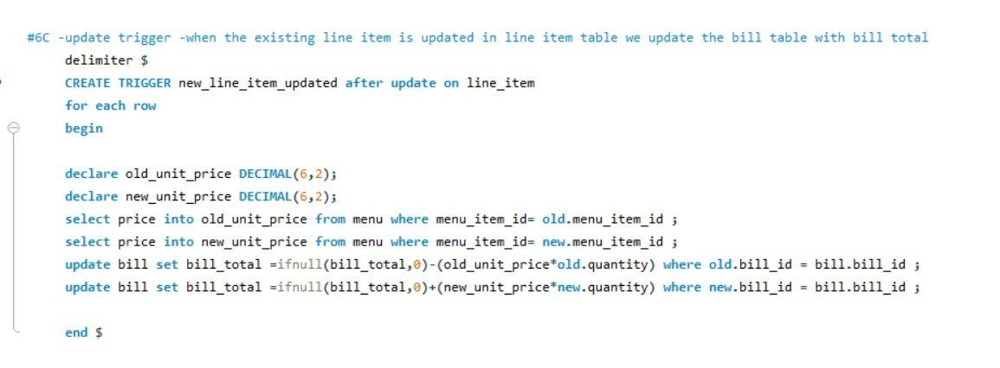 #6C -update trigger -when the existing line item is updated in line item table we update the bill table with bill total
delimiter $
CREATE TRIGGER new_line_item_updated after update on line_item
for each row
begin
declare old_unit_price DECIMAL(6,2);
declare new_unit_price DECIMAL(6,2);
select price into old_unit_price from menu where menu_item_id= old.menu_item_id ;
select price into new_unit_price from menu where menu_item_id= new.menu_item_id ;
update bill set bill_total =ifnull(bill_total,0)-(old_unit_price*old.quantity) where old.bill_id = bill.bill_id ;
update bill set bill_total =ifnull(bill_total,0)+(new_unit_price*new.quantity) where new.bill_id = bill.bill_id ;
end $